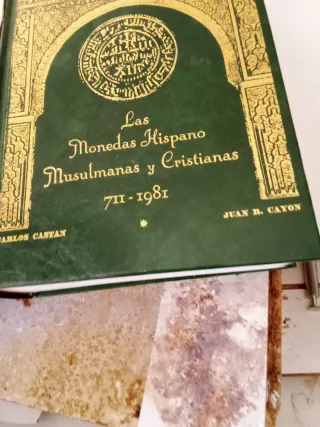 Las
Monedas Hispano
Musulmanas y Cristianas
711 - 1981
CARLOS CASTAN
JUAN R. CAYON